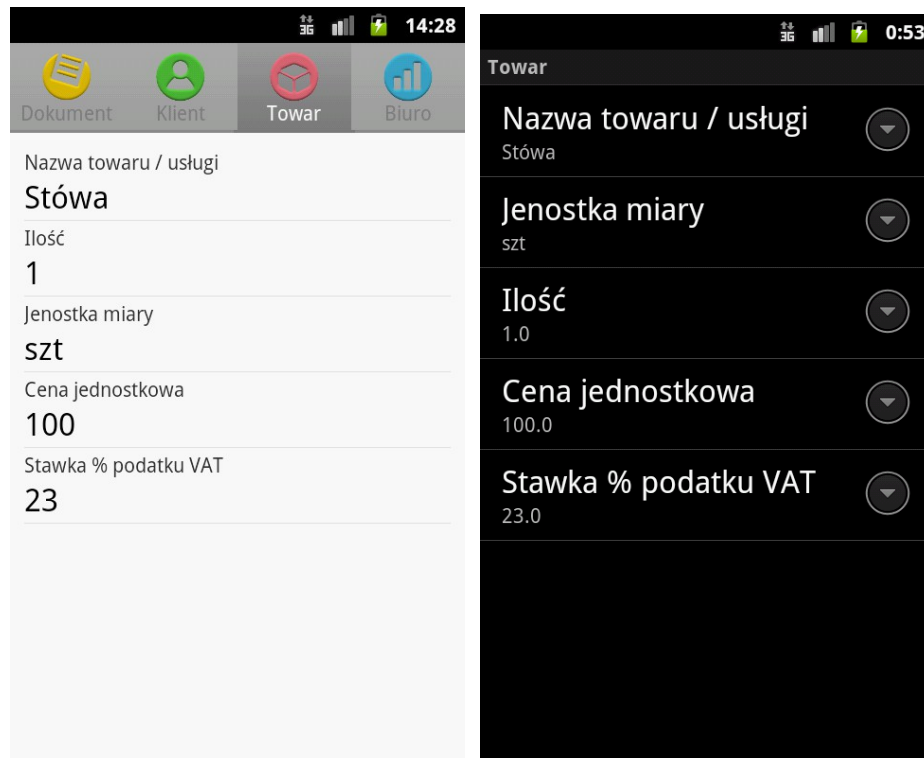 3G 14:28
Dokument Klient Towar Biuro
Nazwa towaru / usługi
Stówa
Ilość
1
Jenostka miary
szt
Cena jednostkowa
100
Stawka % podatku VAT
23
3G 0:53
Towar
Nazwa towaru / usługi
Stówa
Jenostka miary
szt
Ilość
1.0
Cena jednostkowa
100.0
Stawka % podatku VAT
23.0